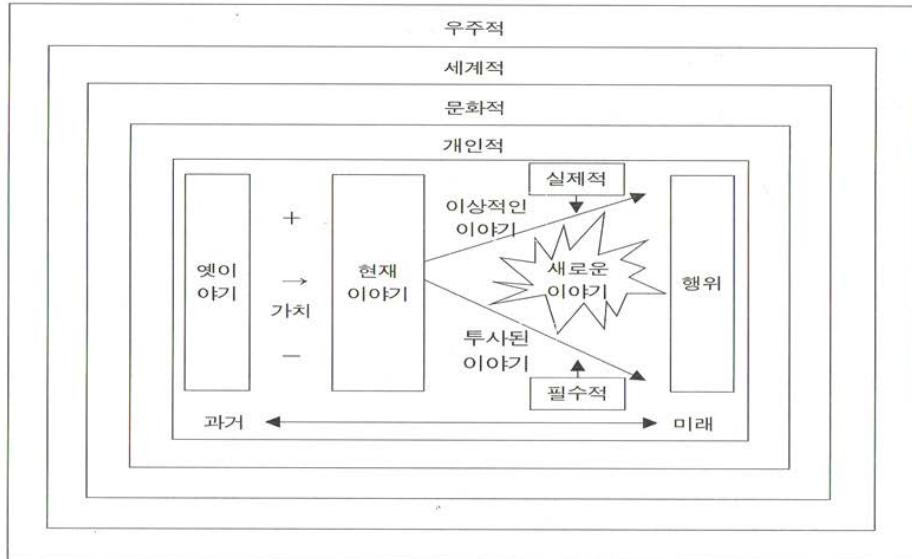 우주적
세계적
문화적
개인적
실제적
이상적인
이야기
옛이
야기
+
→
가치
−
현재
이야기
새로운
이야기
행위
투사된
이야기
필수적
과거
미래